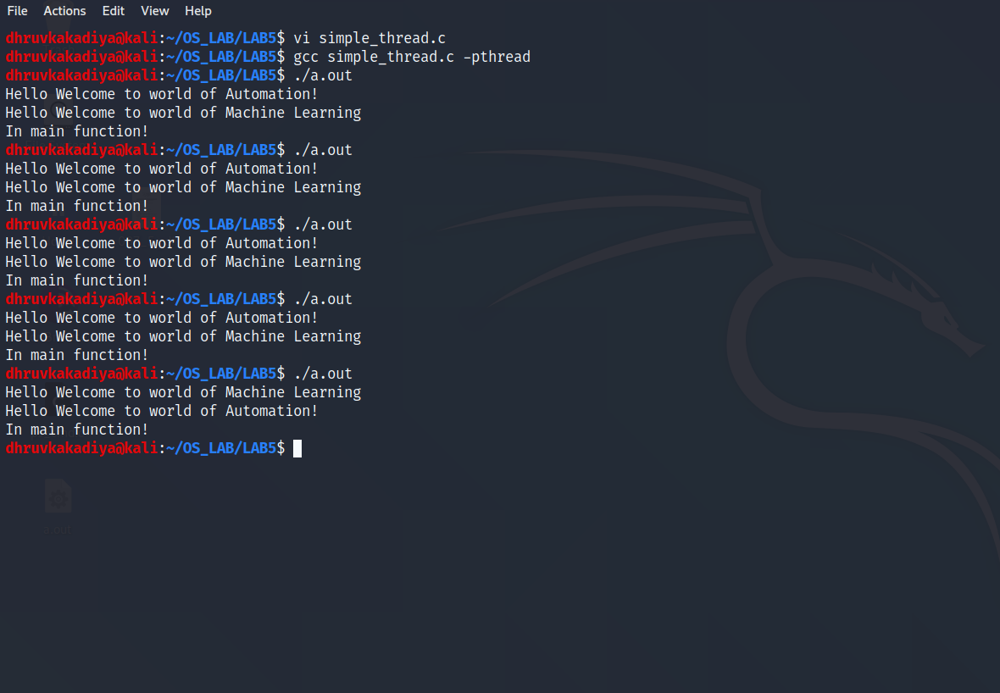 File Actions Edit View Help
dhruvkakadiya@kali:~/OS_LAB/LAB5$ vi simple_thread.c
dhruvkakadiya@kali:~/OS_LAB/LAB5$ gcc simple_thread.c -pthread
dhruvkakadiya@kali:~/OS_LAB/LAB5$ ./a.out
Hello Welcome to world of Automation!
Hello Welcome to world of Machine Learning
In main function!
dhruvkakadiya@kali:~/OS_LAB/LAB5$ ./a.out
Hello Welcome to world of Automation!
Hello Welcome to world of Machine Learning
In main function!
dhruvkakadiya@kali:~/OS_LAB/LAB5$ ./a.out
Hello Welcome to world of Automation!
Hello Welcome to world of Machine Learning
In main function!
dhruvkakadiya@kali:~/OS_LAB/LAB5$ ./a.out
Hello Welcome to world of Automation!
Hello Welcome to world of Machine Learning
In main function!
dhruvkakadiya@kali:~/OS_LAB/LAB5$ ./a.out
Hello Welcome to world of Machine Learning
Hello Welcome to world of Automation!
In main function!
dhruvkakadiya@kali:~/OS_LAB/LAB5$